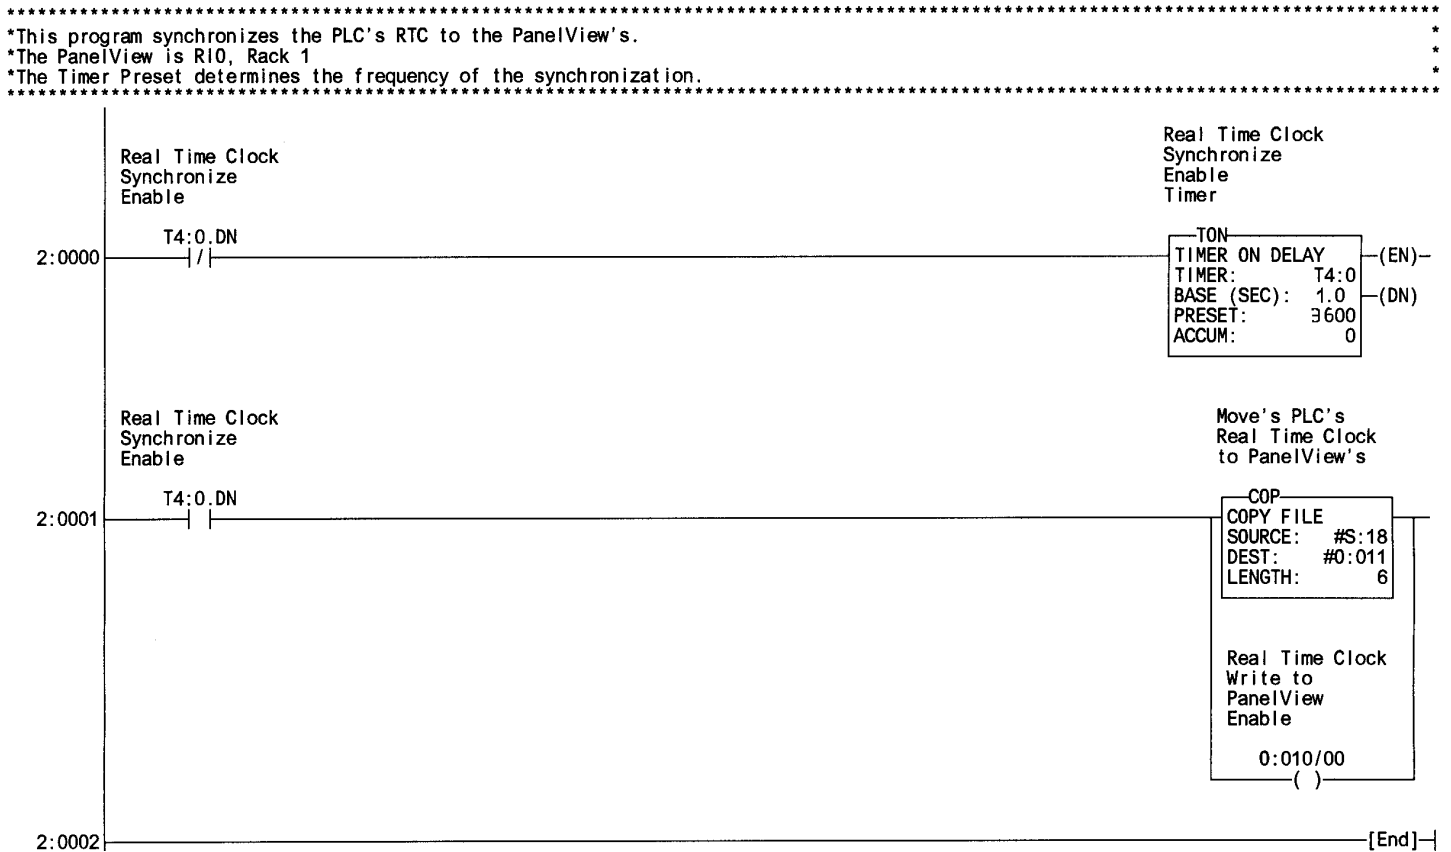 ********************************************************************************
*This program synchronizes the PLC's RTC to the PanelView's. *
*The PanelView is RIO, Rack 1 *
*The Timer Preset determines the frequency of the synchronization. *
********************************************************************************
Real Time Clock
Synchronize
Enable
T4:0.DN
2:0000
/
Real Time Clock
Synchronize
Enable
Timer
TON
TIMER ON DELAY (EN)
TIMER: T4:0
BASE (SEC): 1.0 (DN)
PRESET: 3600
ACCUM: 0
Real Time Clock
Synchronize
Enable
T4:0.DN
2:0001
Move's PLC's
Real Time Clock
to PanelView's
COP
COPY FILE
SOURCE: #S:18
DEST: #O:011
LENGTH: 6
Real Time Clock
Write to
PanelView
Enable
O:010/00
( )
2:0002 [End]